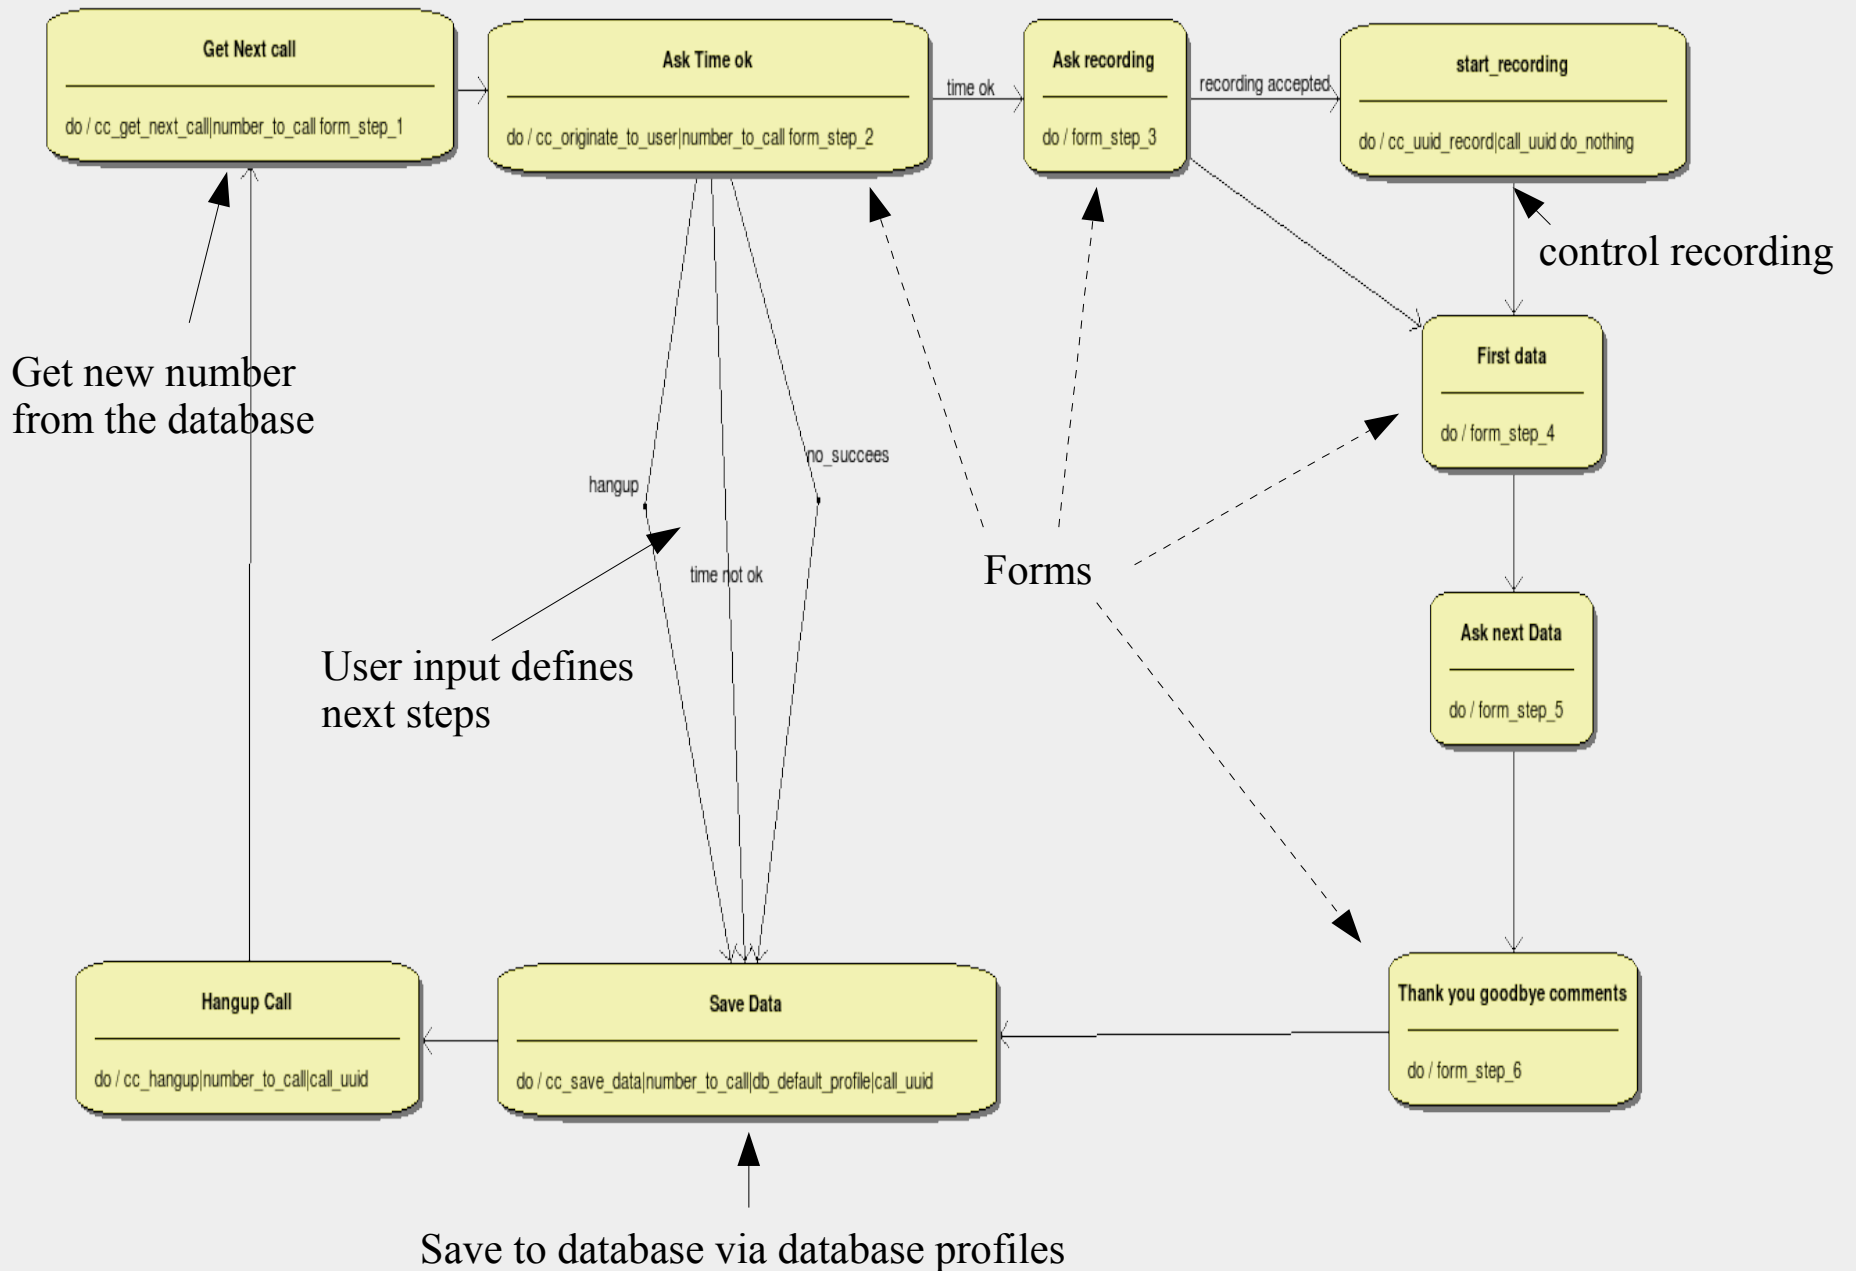 Get Next call
do / cc_get_next_call|number_to_call form_step_1
Ask Time ok
do / cc_originate_to_user|number_to_call form_step_2
time ok
Ask recording
do / form_step_3
recording accepted
start_recording
do / cc_uuid_record|call_uuid do_nothing
control recording
Get new number
from the database
First data
do / form_step_4
hangup
no_succees
time not ok
Forms
User input defines
next steps
Ask next Data
do / form_step_5
Hangup Call
do / cc_hangup|number_to_call|call_uuid
Save Data
do / cc_save_data|number_to_call|db_default_profile|call_uuid
Thank you goodbye comments
do / form_step_6
Save to database via database profiles